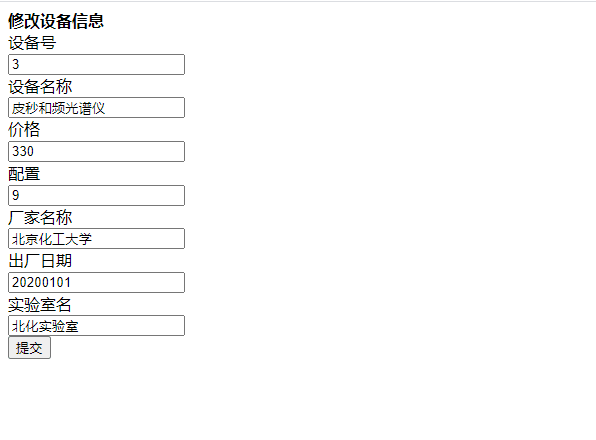 修改设备信息
设备号
3
设备名称
皮秒和频光谱仪
价格
330
配置
9
厂家名称
北京化工大学
出厂日期
20200101
实验室名
北化实验室
提交